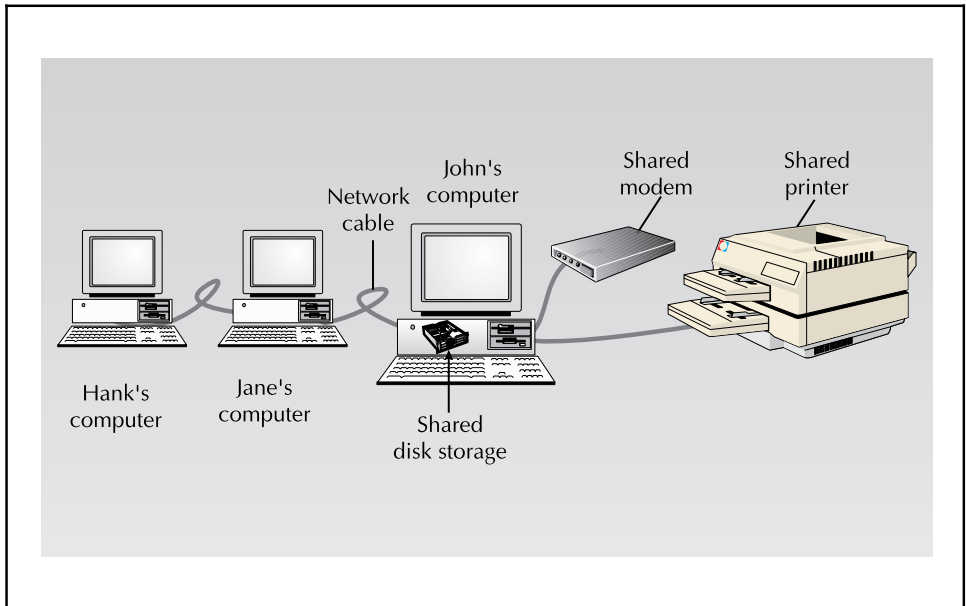 Hank's
computer
Jane's
computer
Network
cable
John's
computer
Shared
disk storage
Shared
modem
Shared
printer